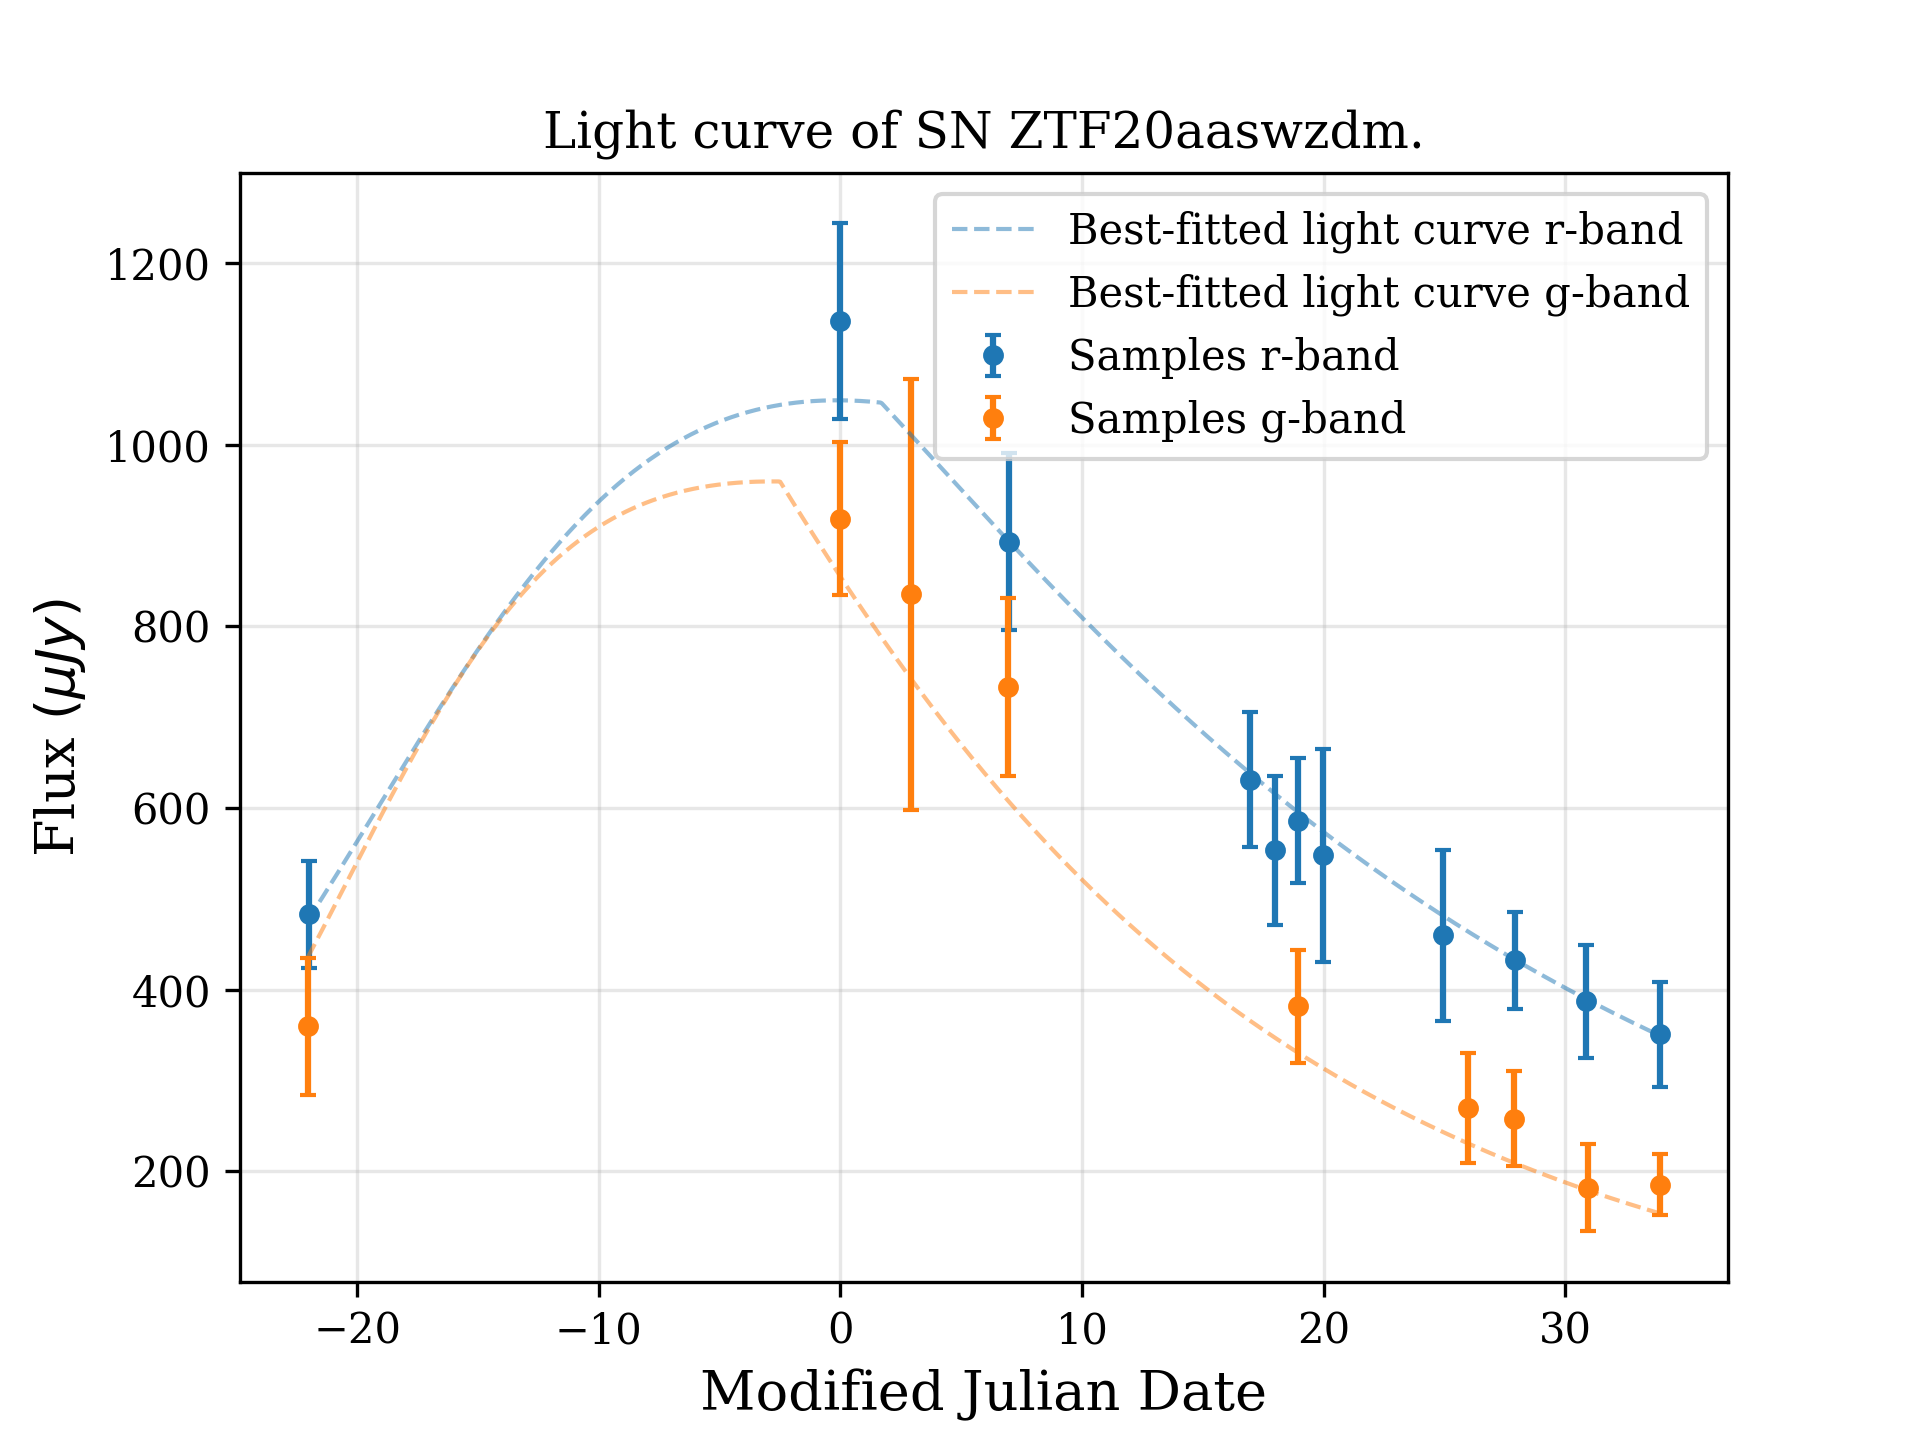 Light curve of SN ZTF20aaswzdm.
Best-fitted light curve r-band
Best-fitted light curve g-band
Samples r-band
Samples g-band
Flux (μJy)
1200
1000
800
600
400
200
−20 −10 0 10 20 30
Modified Julian Date